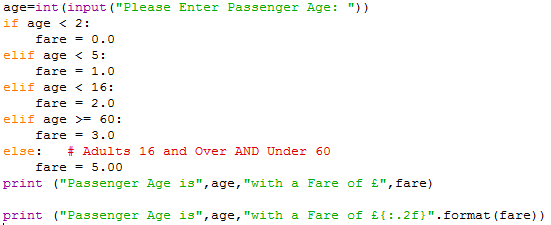 age=int(input("Please Enter Passenger Age: "))
if age < 2:
    fare = 0.0
elif age < 5:
    fare = 1.0
elif age < 16:
    fare = 2.0
elif age >= 60:
    fare = 3.0
else:   # Adults 16 and Over AND Under 60
    fare = 5.00
print ("Passenger Age is",age,"with a Fare of £",fare)

print ("Passenger Age is",age,"with a Fare of £{:.2f}".format(fare))